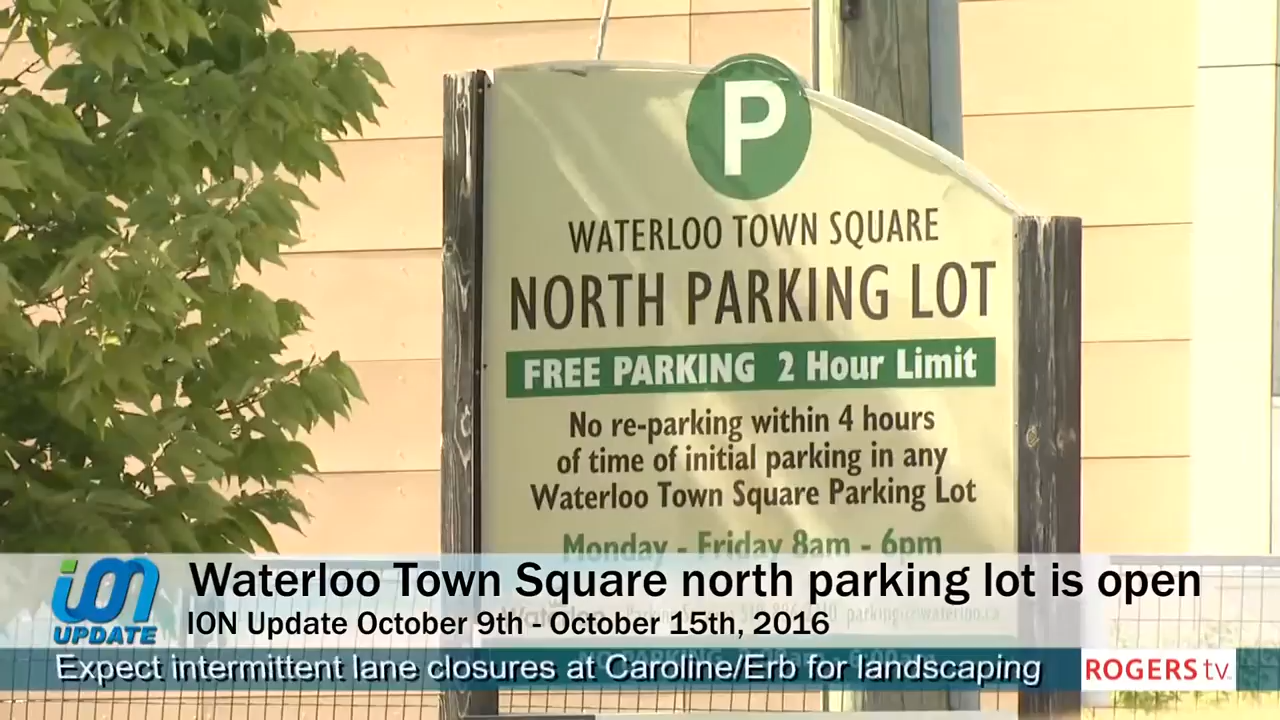 P
WATERLOO TOWN SQUARE
NORTH PARKING LOT
FREE PARKING 2 Hour Limit
No re-parking within 4 hours
of time of initial parking in any
Waterloo Town Square Parking Lot
Monday - Friday 8am - 6pm
ion UPDATE
Waterloo Town Square north parking lot is open
ION Update October 9th - October 15th, 2016
Expect intermittent lane closures at Caroline/Erb for landscaping
ROGERS tv